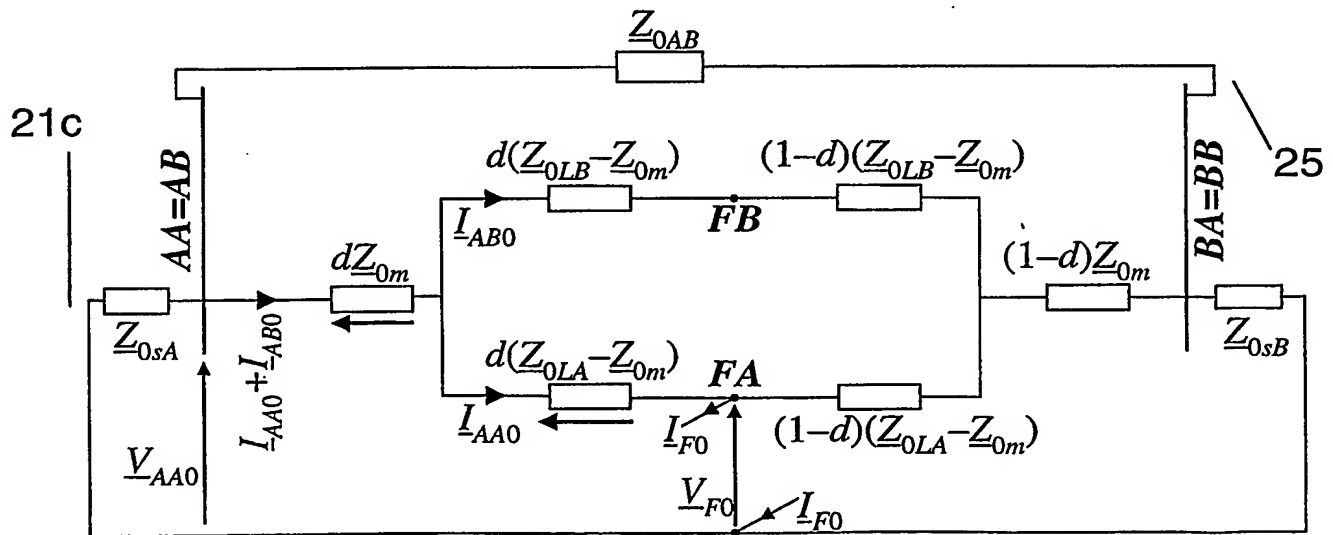 Z0AB
21c
25
AA=AB
BA=BB
d(Z0LB−Z0m)
(1−d)(Z0LB−Z0m)
IAB0
FB
dZ0m
(1−d)Z0m
Z0sA
IAA0+IAB0
d(Z0LA−Z0m)
FA
Z0sB
IAA0
IF0
(1−d)(Z0LA−Z0m)
VAA0
VF0
IF0